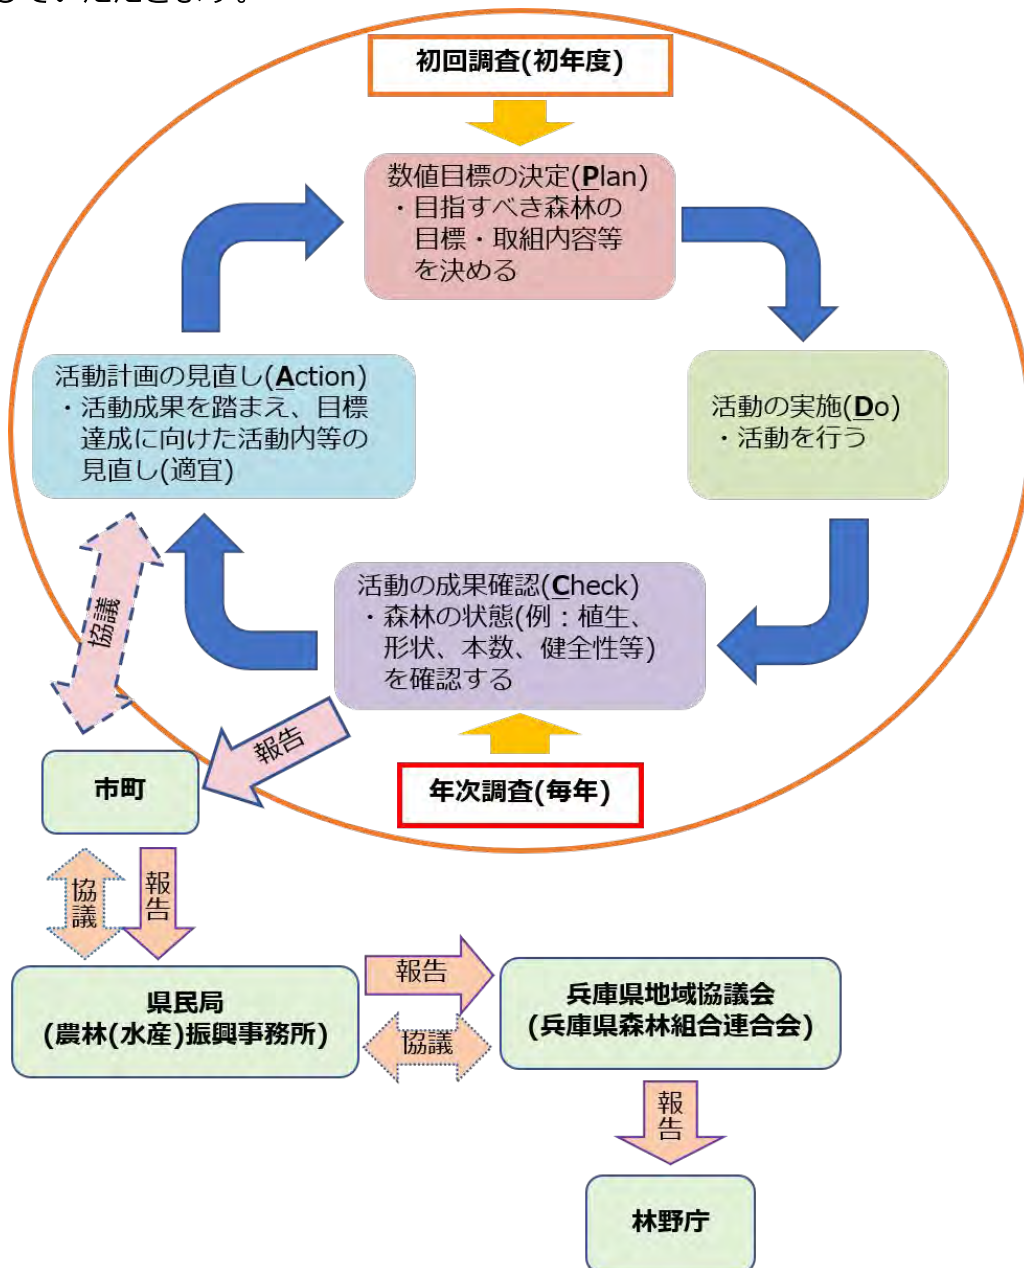 していただきます。
初回調査(初年度)
数値目標の決定(Plan)
・目指すべき森林の
目標・取組内容等
を決める
活動計画の見直し(Action)
・活動成果を踏まえ、目標
達成に向けた活動内等の
見直し(適宜)
活動の実施(Do)
・活動を行う
活動の成果確認(Check)
・森林の状態(例：植生、
形状、本数、健全性等)
を確認する
協議
報告
年次調査(毎年)
市町
協議
報告
県民局
(農林(水産)振興事務所)
報告
協議
兵庫県地域協議会
(兵庫県森林組合連合会)
報告
林野庁